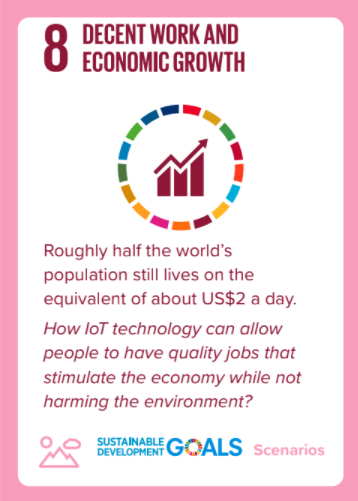 8 DECENT WORK AND
ECONOMIC GROWTH
Roughly half the world's
population still lives on the
equivalent of about US$2 a day.
How IoT technology can allow
people to have quality jobs that
stimulate the economy while not
harming the environment?
SUSTAINABLE
DEVELOPMENT GOALS
Scenarios